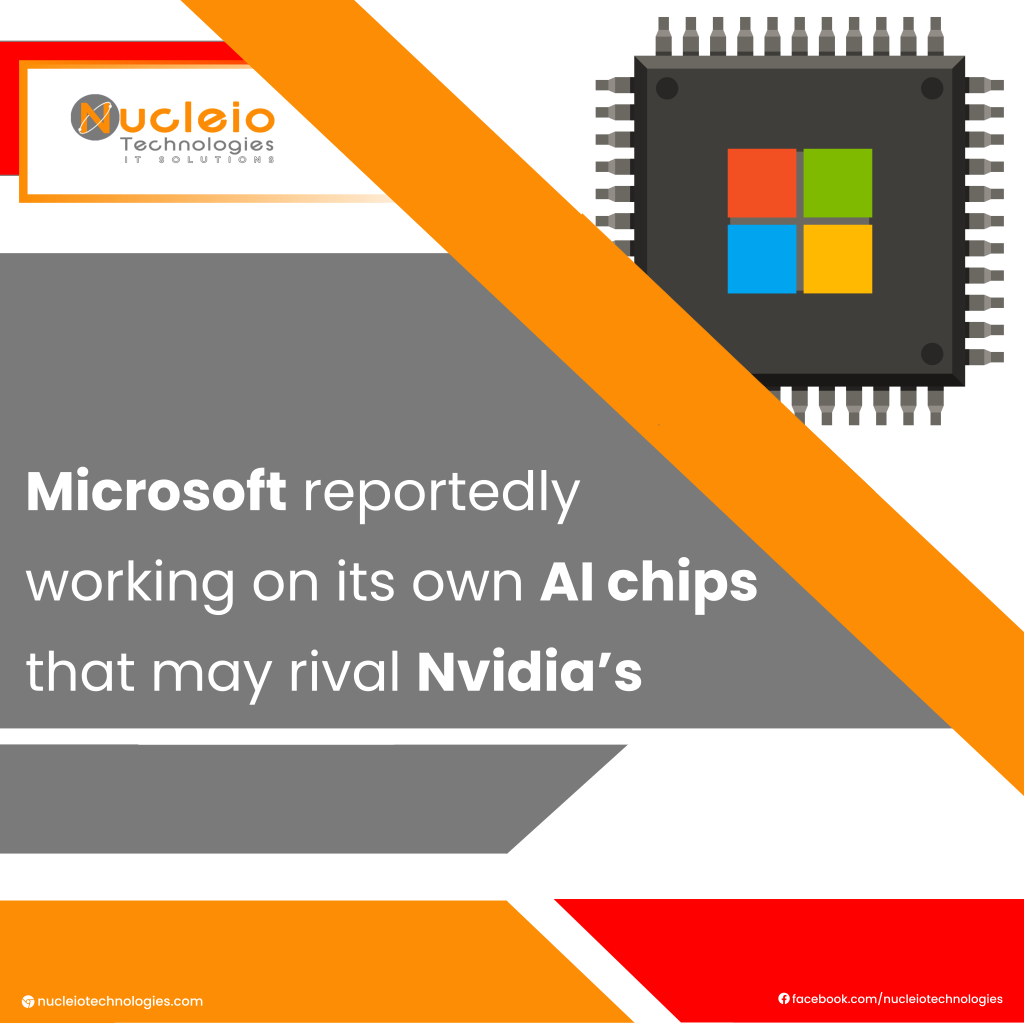 Nucleio
Technologies
IT SOLUTIONS
Microsoft reportedly
working on its own AI chips
that may rival Nvidia’s
nucleiotechnologies.com
facebook.com/nucleiotechnologies